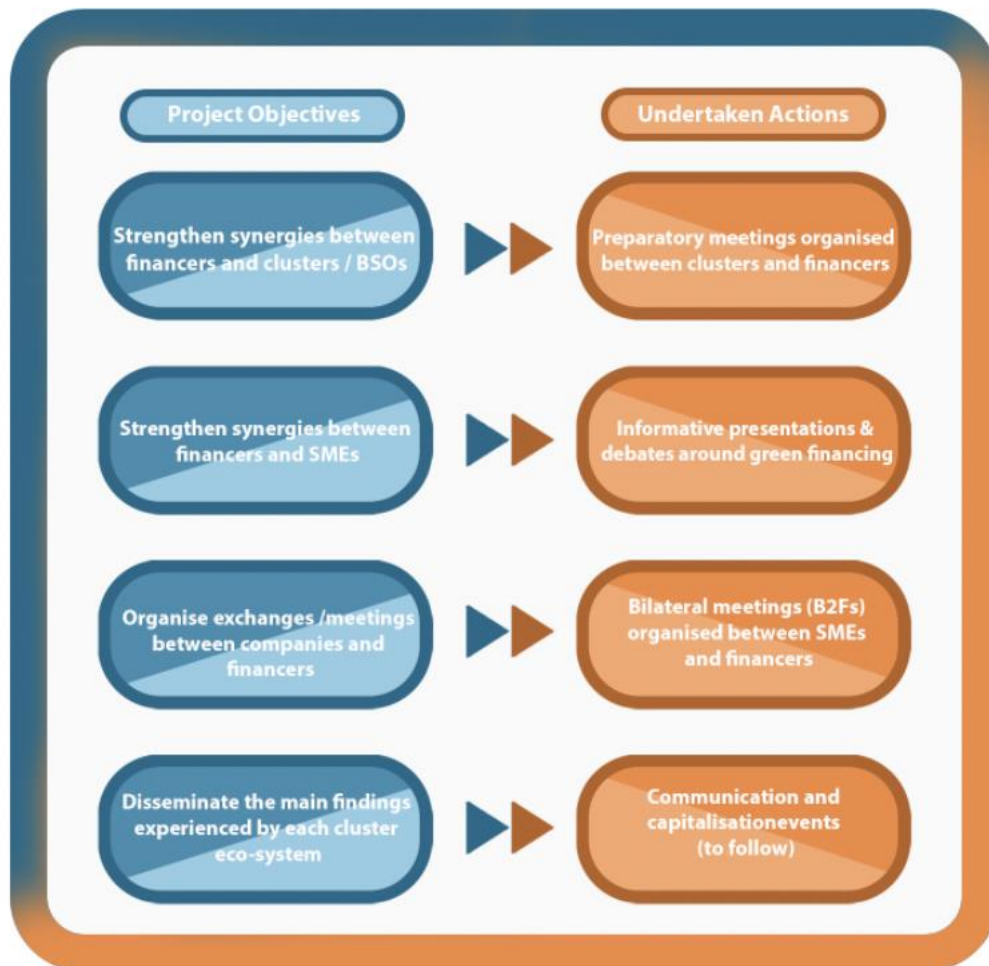 Project Objectives
Undertaken Actions
Strengthen synergies between
financers and clusters / BSOs
Preparatory meetings organised
between clusters and financers
Strengthen synergies between
financers and SMEs
Informative presentations &
debates around green financing
Organise exchanges /meetings
between companies and
financers
Bilateral meetings (B2Fs)
organised between SMEs
and financers
Disseminate the main findings
experienced by each cluster
eco-system
Communication and
capitalisationevents
(to follow)